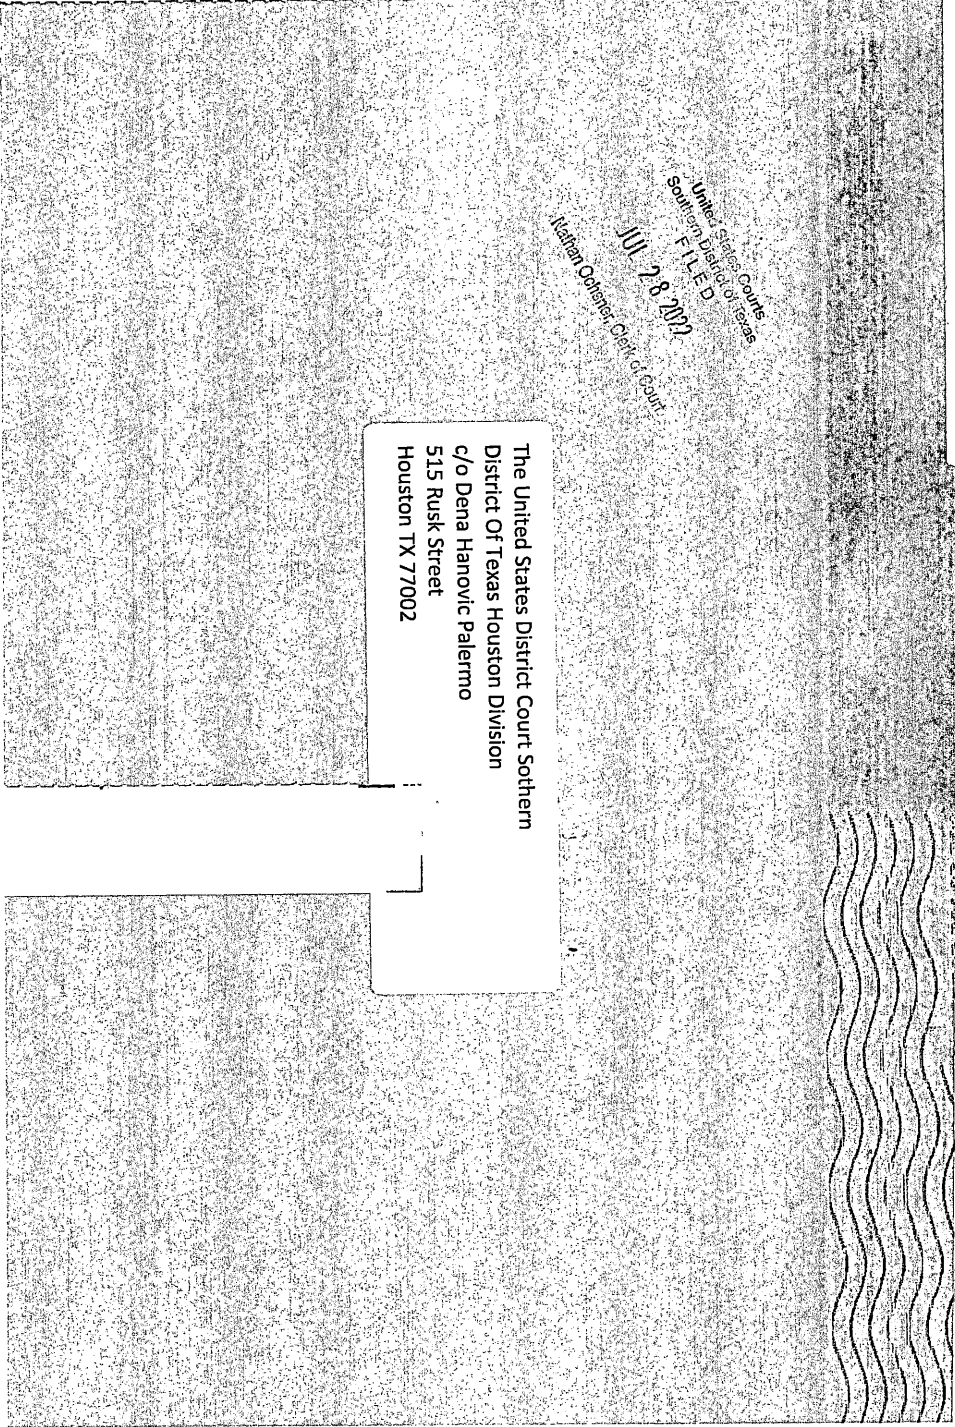 United States Courts
Southern District of Texas
FILED
JUL 28 2022
Nathan Ochsner, Clerk of Court
The United States District Court Sothern
District Of Texas Houston Division
c/o Dena Hanovic Palermo
515 Rusk Street
Houston TX 77002